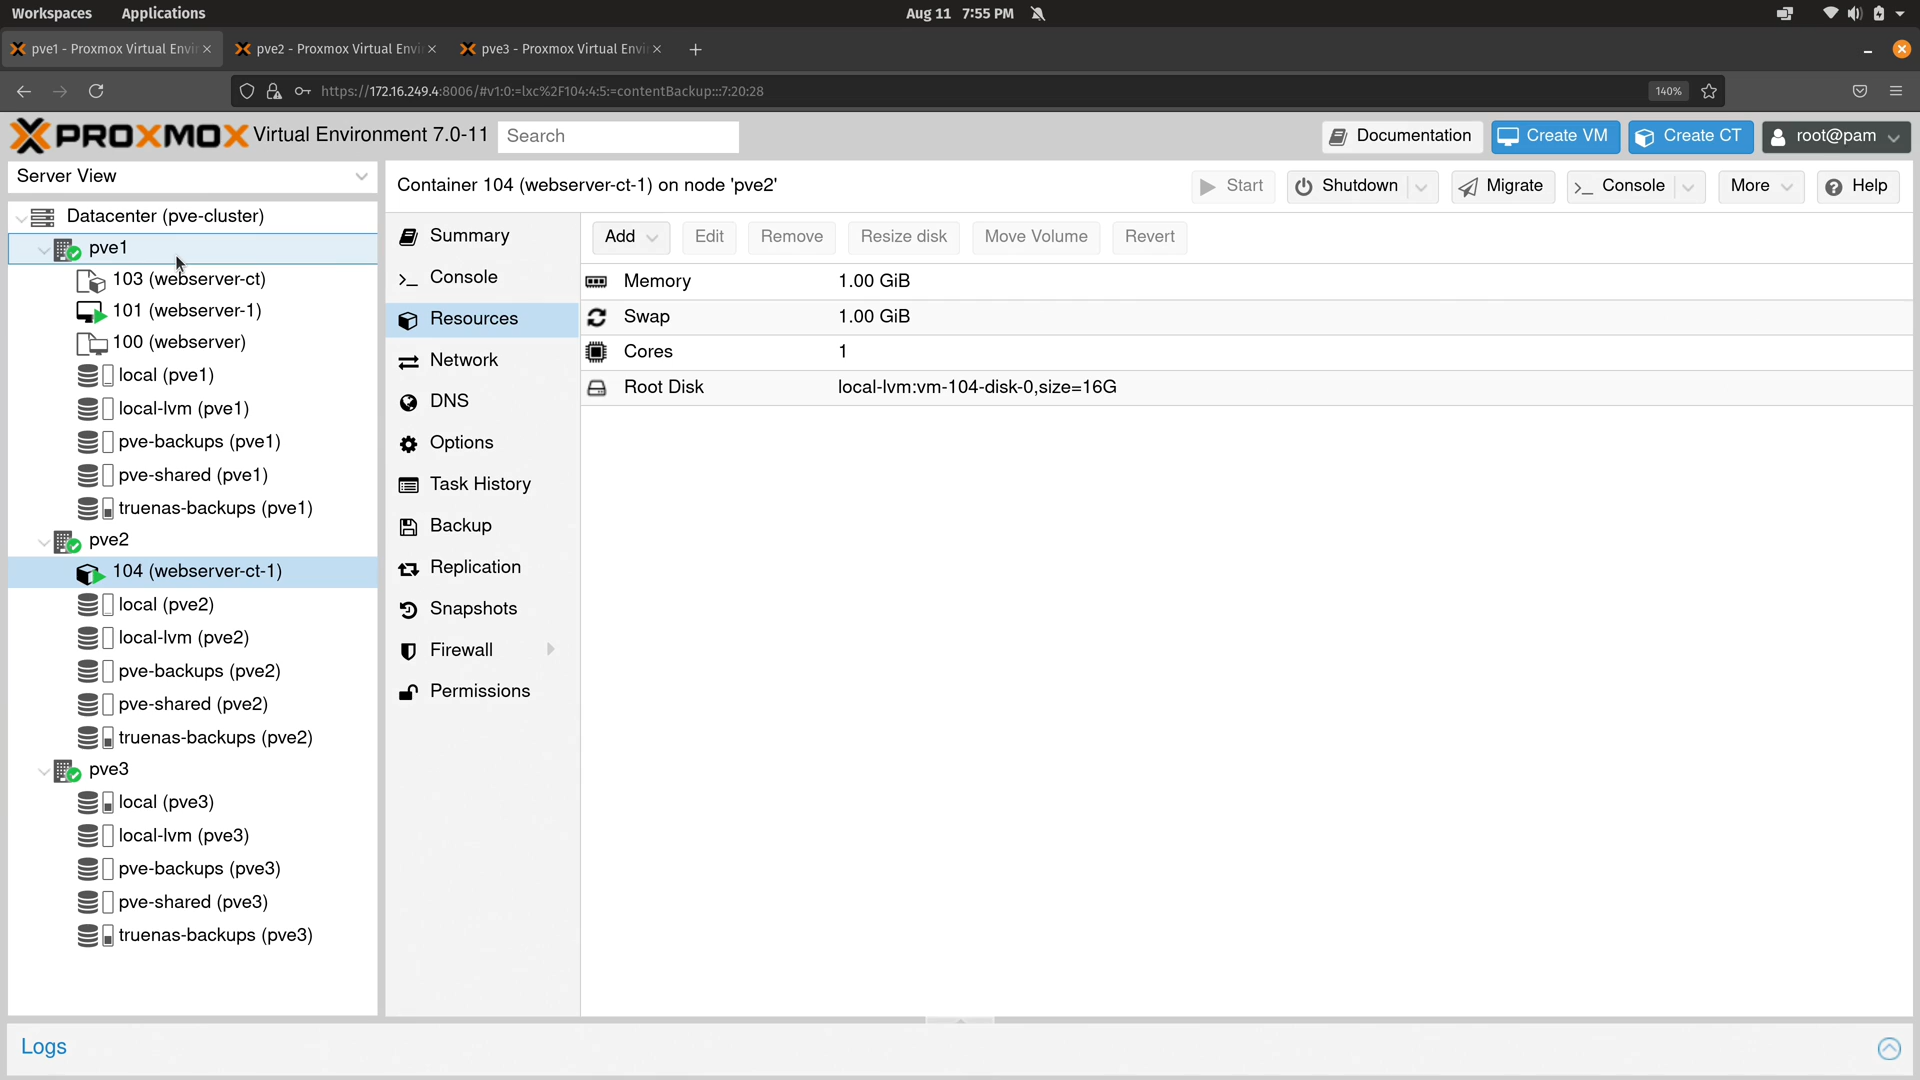 Workspaces Applications Aug 11 7:55 PM
pve1 - Proxmox Virtual Envi pve2 - Proxmox Virtual Envi pve3 - Proxmox Virtual Envi
https://172.16.249.4:8006/#v1:0:=lxc%2F104:4:5:=contentBackup:::7:20:28 140%
PROXMOX Virtual Environment 7.0-11 Search Documentation Create VM Create CT root@pam
Server View
Container 104 (webserver-ct-1) on node 'pve2' Start Shutdown Migrate Console More Help
Datacenter (pve-cluster)
pve1
103 (webserver-ct)
101 (webserver-1)
100 (webserver)
local (pve1)
local-lvm (pve1)
pve-backups (pve1)
pve-shared (pve1)
truenas-backups (pve1)
pve2
104 (webserver-ct-1)
local (pve2)
local-lvm (pve2)
pve-backups (pve2)
pve-shared (pve2)
truenas-backups (pve2)
pve3
local (pve3)
local-lvm (pve3)
pve-backups (pve3)
pve-shared (pve3)
truenas-backups (pve3)
Summary
Console
Resources
Network
DNS
Options
Task History
Backup
Replication
Snapshots
Firewall
Permissions
Add Edit Remove Resize disk Move Volume Revert
Memory 1.00 GiB
Swap 1.00 GiB
Cores 1
Root Disk local-lvm:vm-104-disk-0,size=16G
Logs